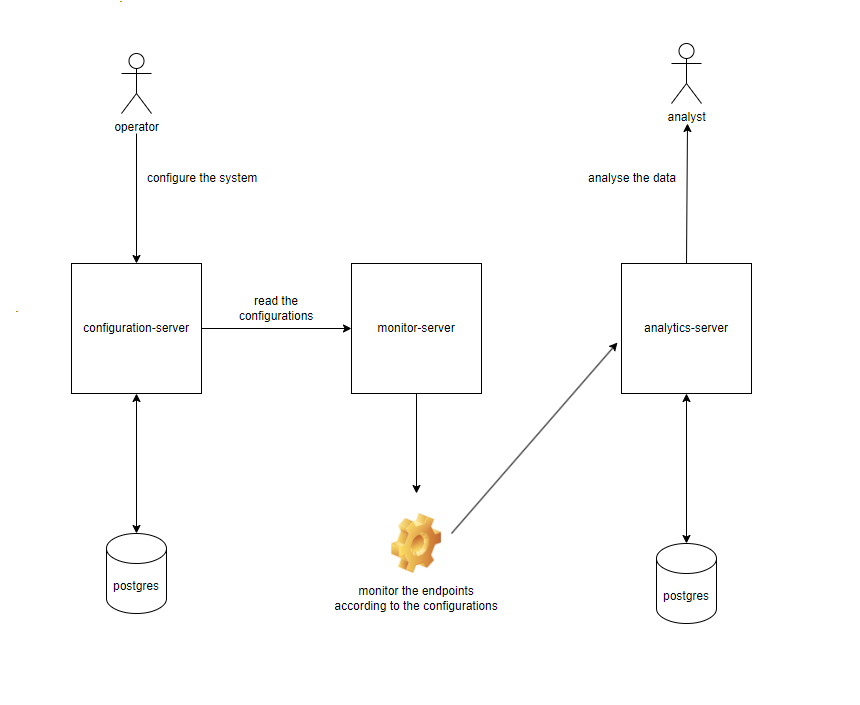 operator
analyst
configure the system
analyse the data
read the
configurations
configuration-server
monitor-server
analytics-server
postgres
monitor the endpoints
according to the configurations
postgres